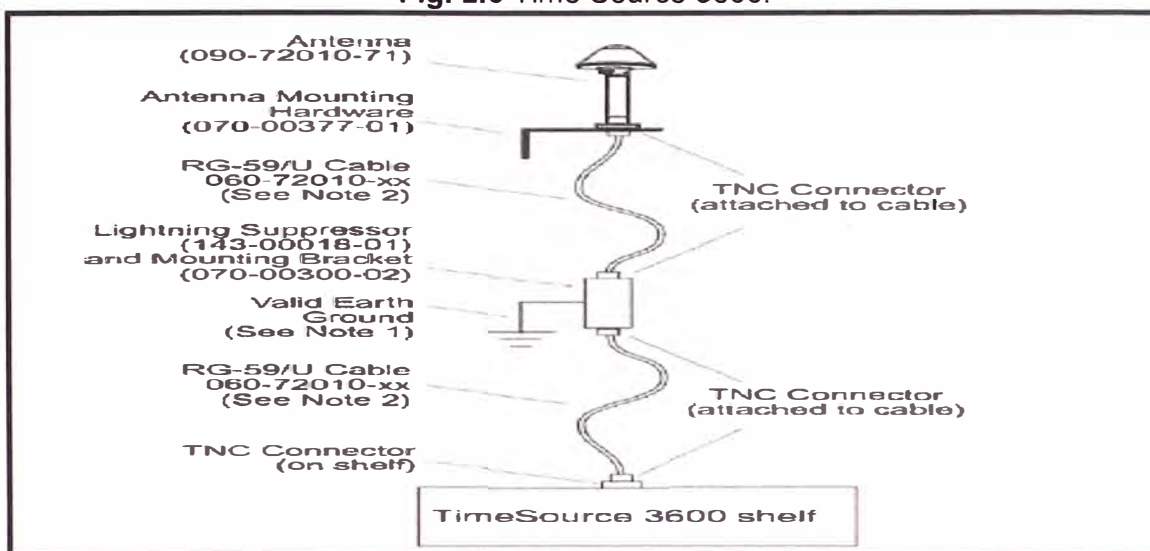 Antenna
(090-72010-71)
Antenna Mounting
Hardware
(070-00377-01)
RG-59/U Cable
060-72010-xx
(See Note 2)
TNC Connector
(attached to cable)
Lightning Suppressor
(143-00018-01)
and Mounting Bracket
(070-00300-02)
Valid Earth
Ground
(See Note 1)
RG-59/U Cable
060-72010-xx
(See Note 2)
TNC Connector
(attached to cable)
TNC Connector
(on shelf)
TimeSource 3600 shelf